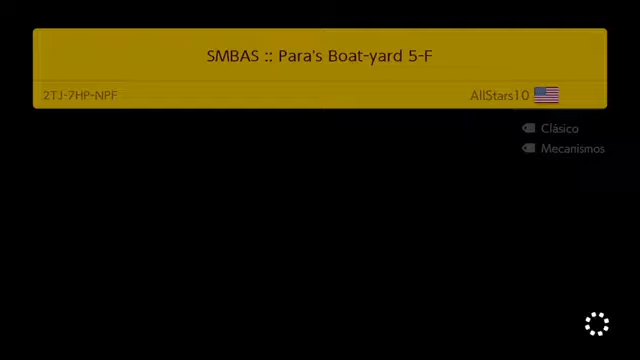 SMBAS :: Para's Boat-yard 5-F
2TJ-7HP-NPF
AllStars10
Clásico
Mecanismos